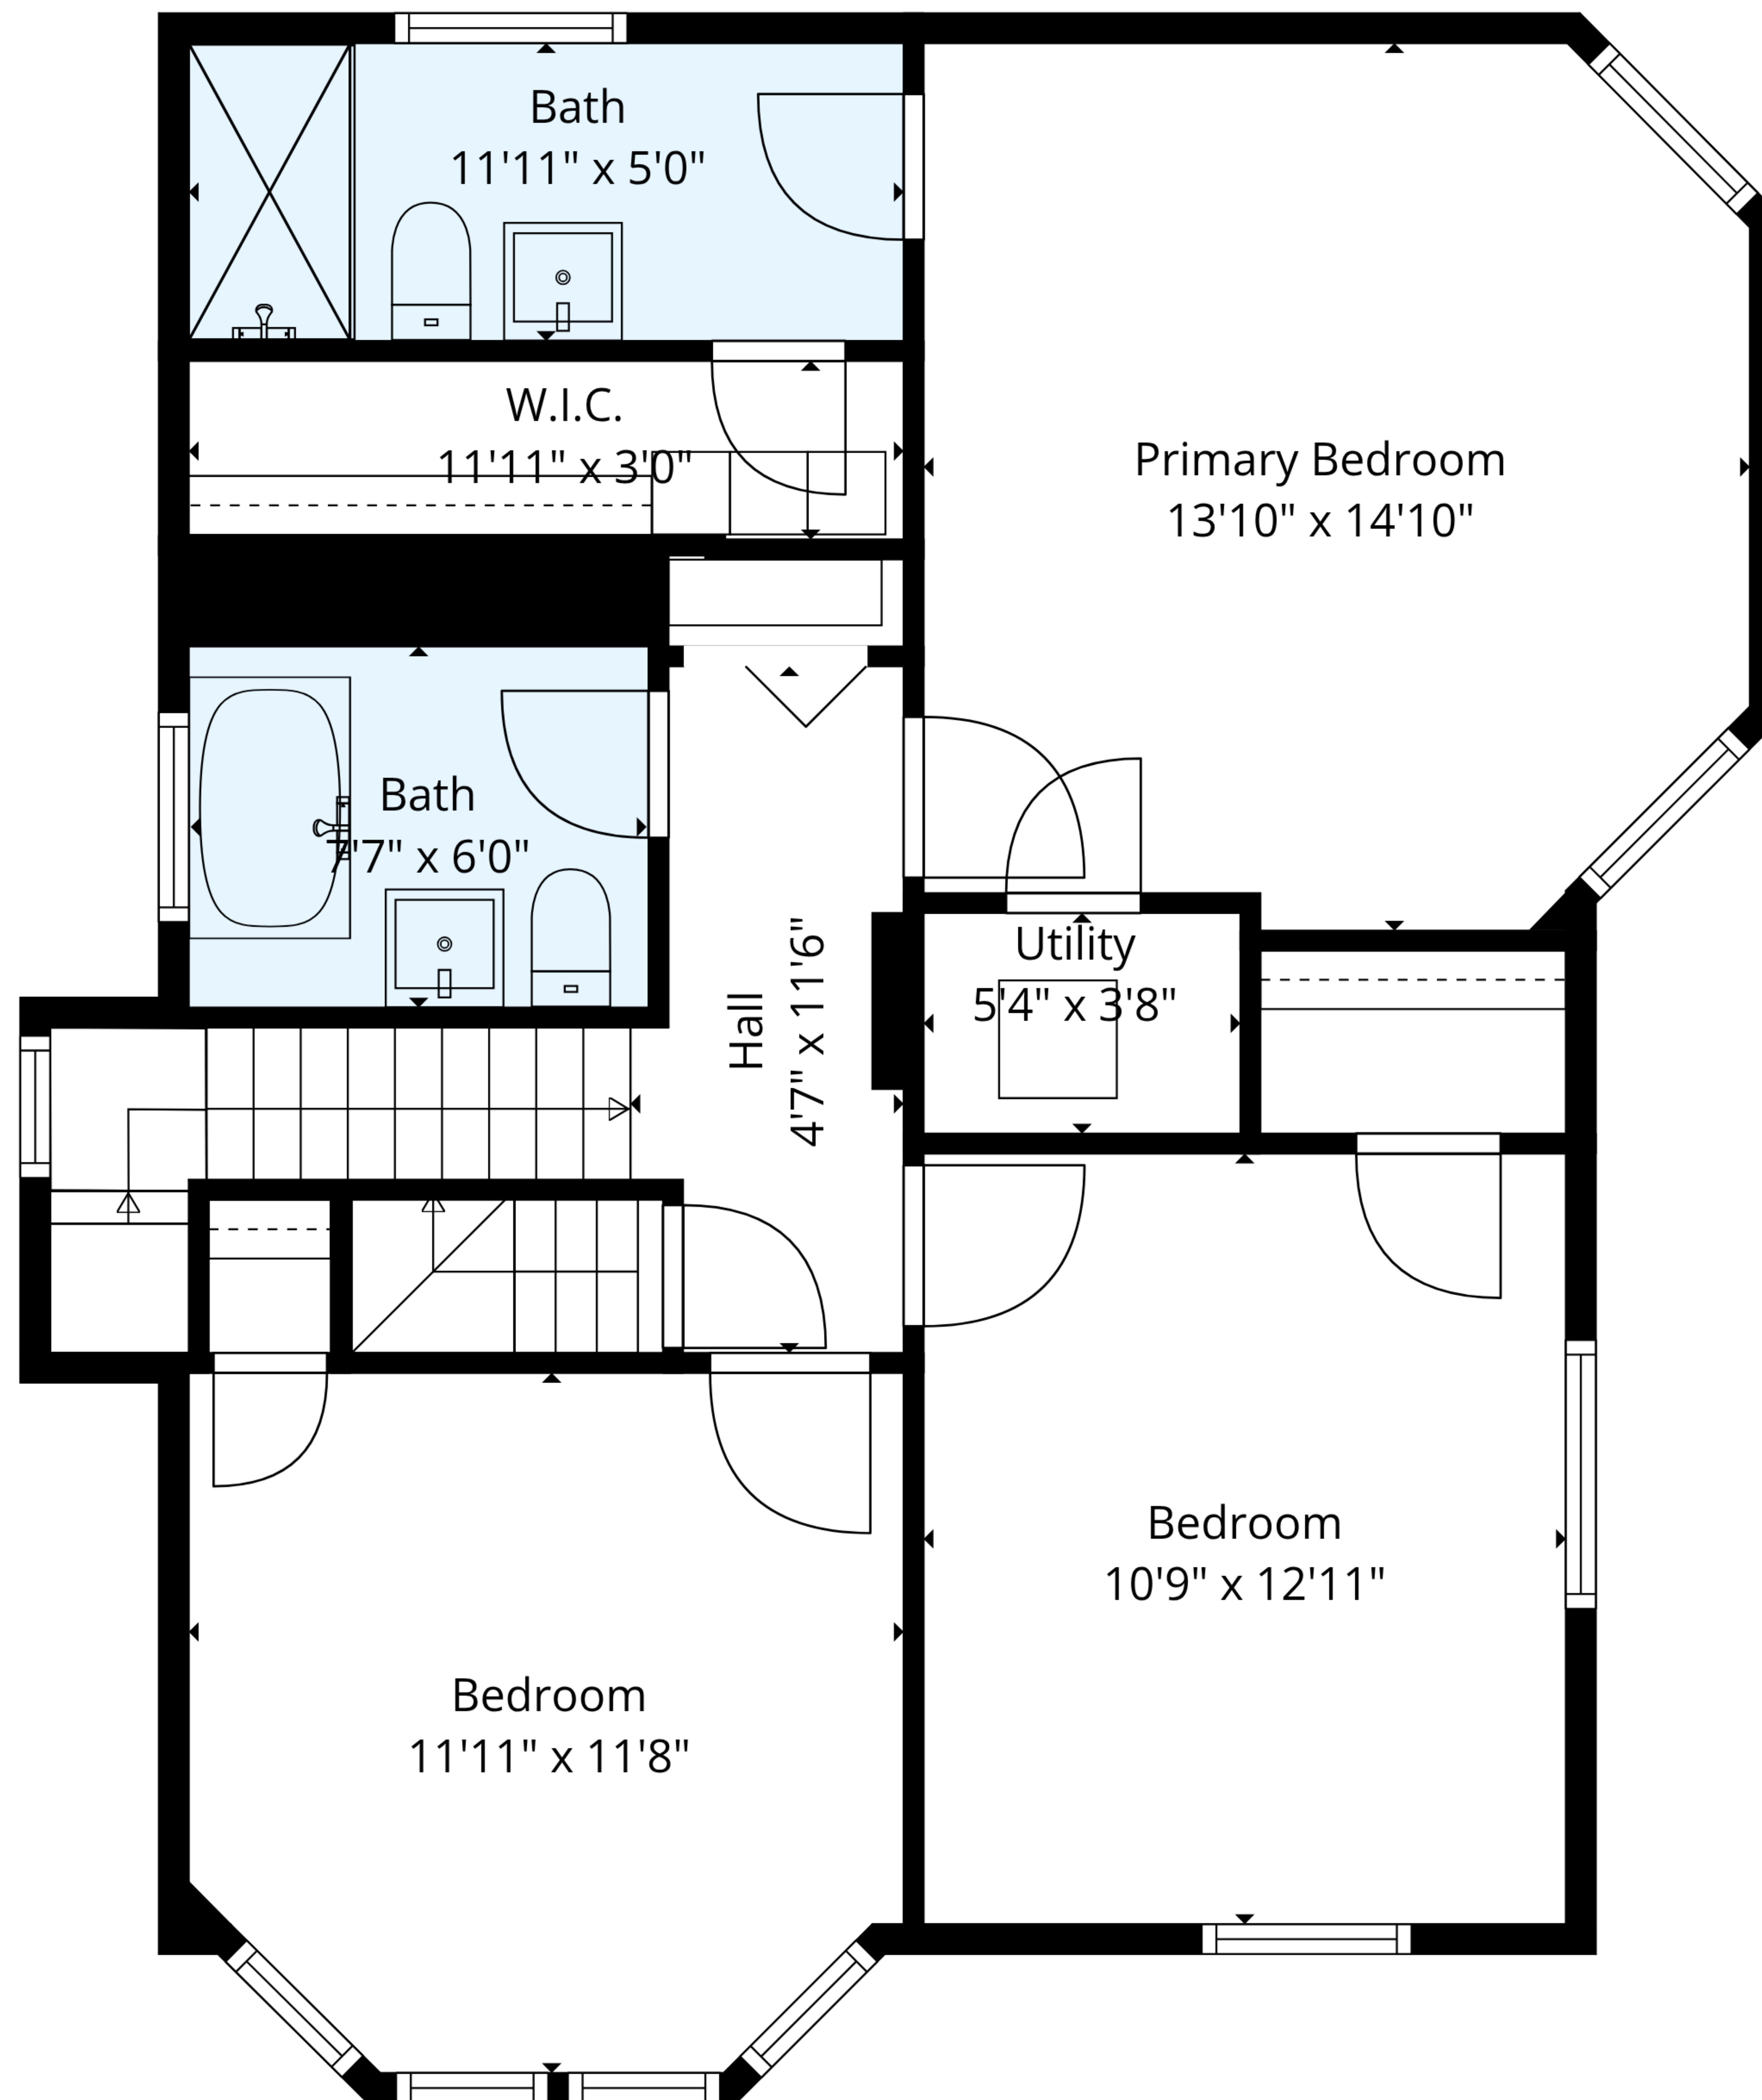 Bath
11'11" x 5'0"
W.I.C.
11'11" x 3'0"
Primary Bedroom
13'10" x 14'10"
Bath
7'7" x 6'0"
Hall
4'7" x 11'6"
Utility
5'4" x 3'8"
Bedroom
10'9" x 12'11"
Bedroom
11'11" x 11'8"